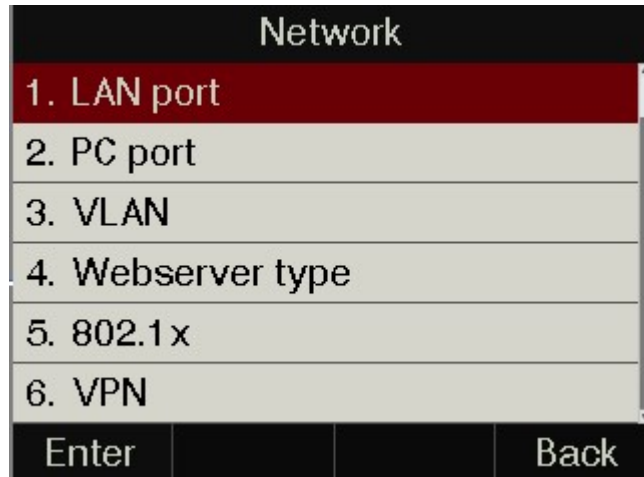 Network
1. LAN port
2. PC port
3. VLAN
4. Webserver type
5. 802.1x
6. VPN
Enter Back